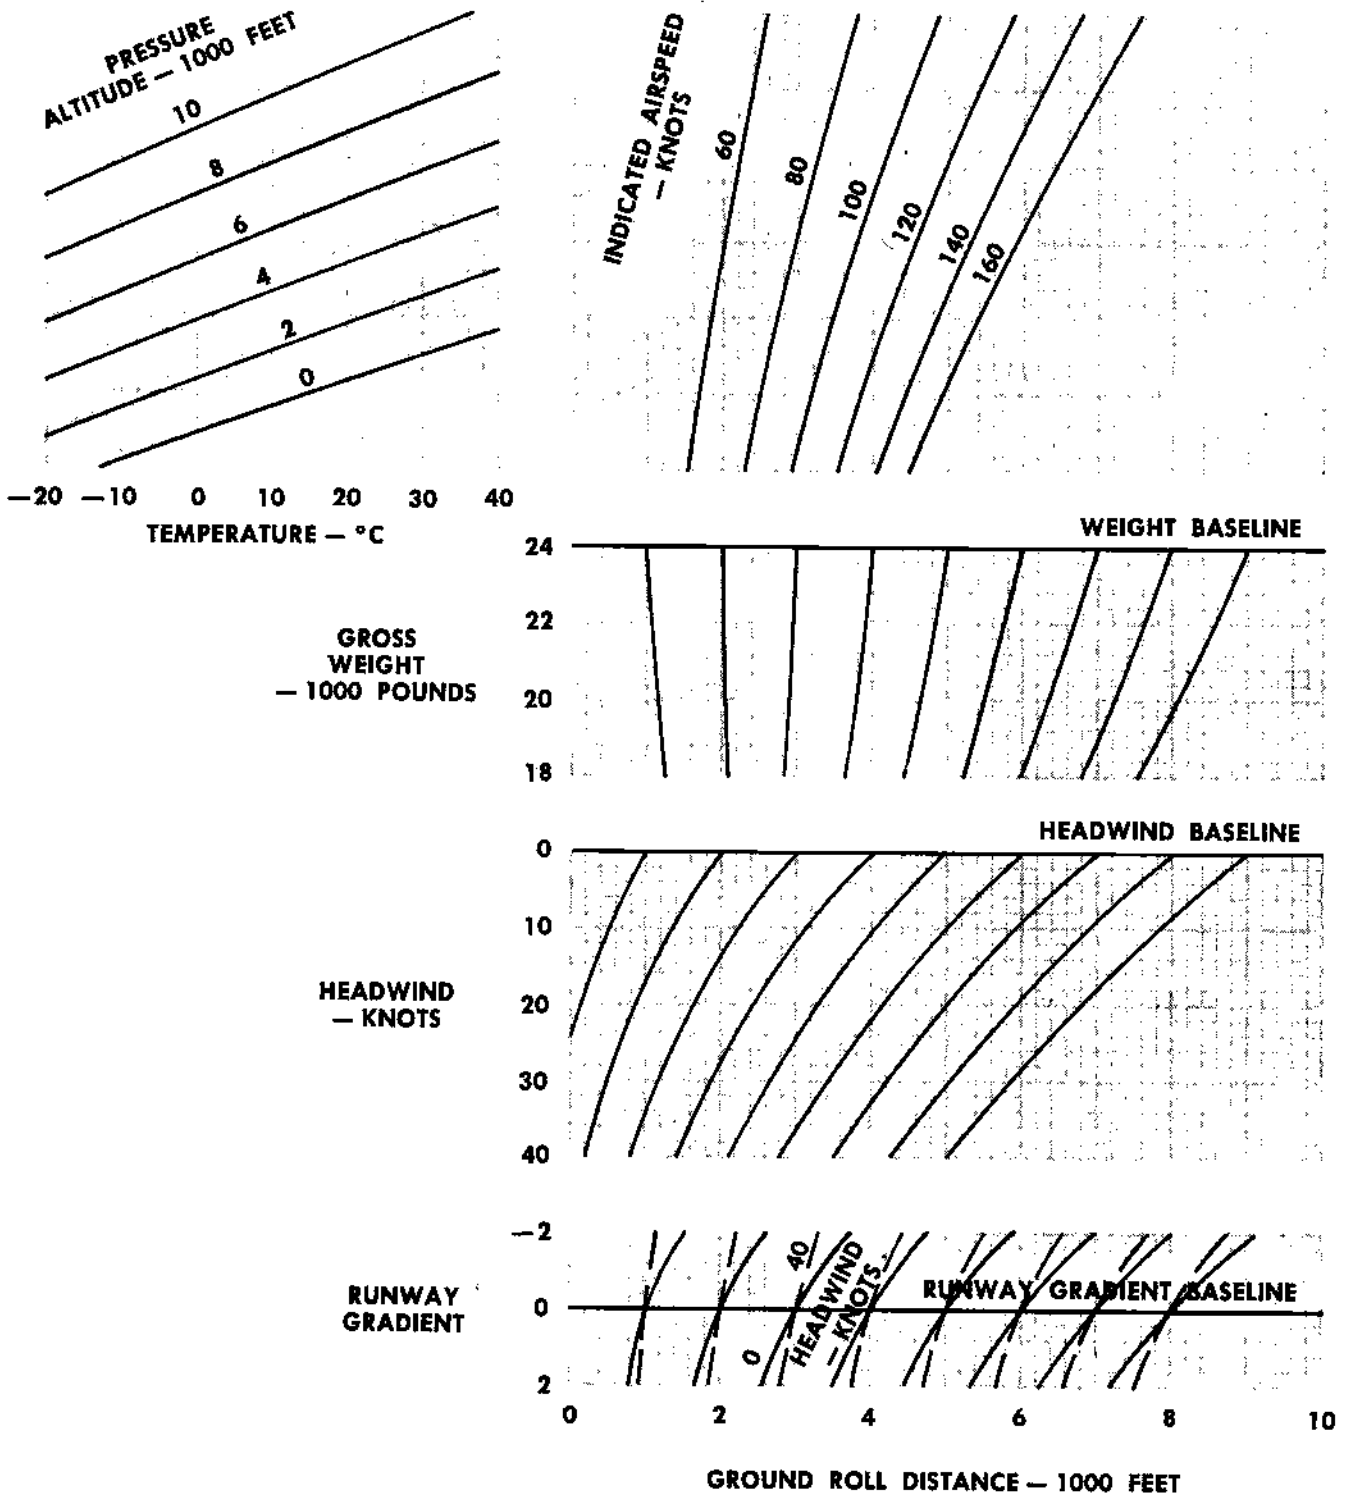 PRESSURE
ALTITUDE — 1000 FEET
10
8
6
4
2
0
—20 —10 0 10 20 30 40
TEMPERATURE — °C
INDICATED AIRSPEED
— KNOTS
60
80
100
120
140
160
WEIGHT BASELINE
24
22
20
18
GROSS
WEIGHT
— 1000 POUNDS
HEADWIND BASELINE
0
10
20
30
40
HEADWIND
— KNOTS
—2
0
2
RUNWAY
GRADIENT
40
0
HEADWIND
— KNOTS
RUNWAY GRADIENT BASELINE
0 2 4 6 8 10
GROUND ROLL DISTANCE — 1000 FEET